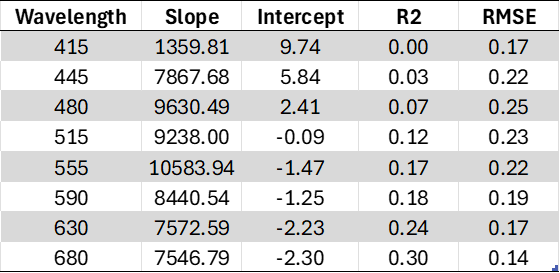 Wavelength Slope Intercept R2 RMSE
415 1359.81 9.74 0.00 0.17
445 7867.68 5.84 0.03 0.22
480 9630.49 2.41 0.07 0.25
515 9238.00 -0.09 0.12 0.23
555 10583.94 -1.47 0.17 0.22
590 8440.54 -1.25 0.18 0.19
630 7572.59 -2.23 0.24 0.17
680 7546.79 -2.30 0.30 0.14